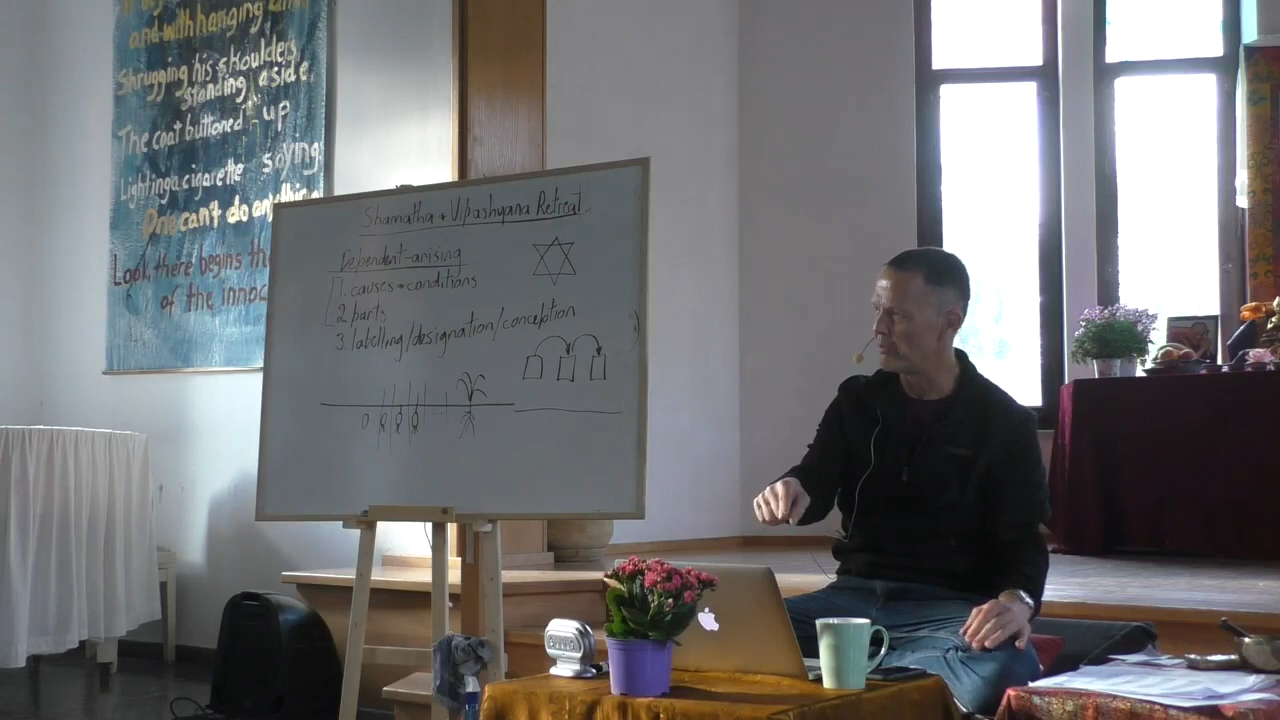 and with hanging
Shrugging his shoulders,
standing aside,
The coat buttoned-up
Lighting a cigarette saying
One can't do anything
Look, there begins the
of the innoc
Shamatha + Vipashyana Retreat
Dependent-arising
1. causes + conditions
2 parts
3. labelling/designation/conception